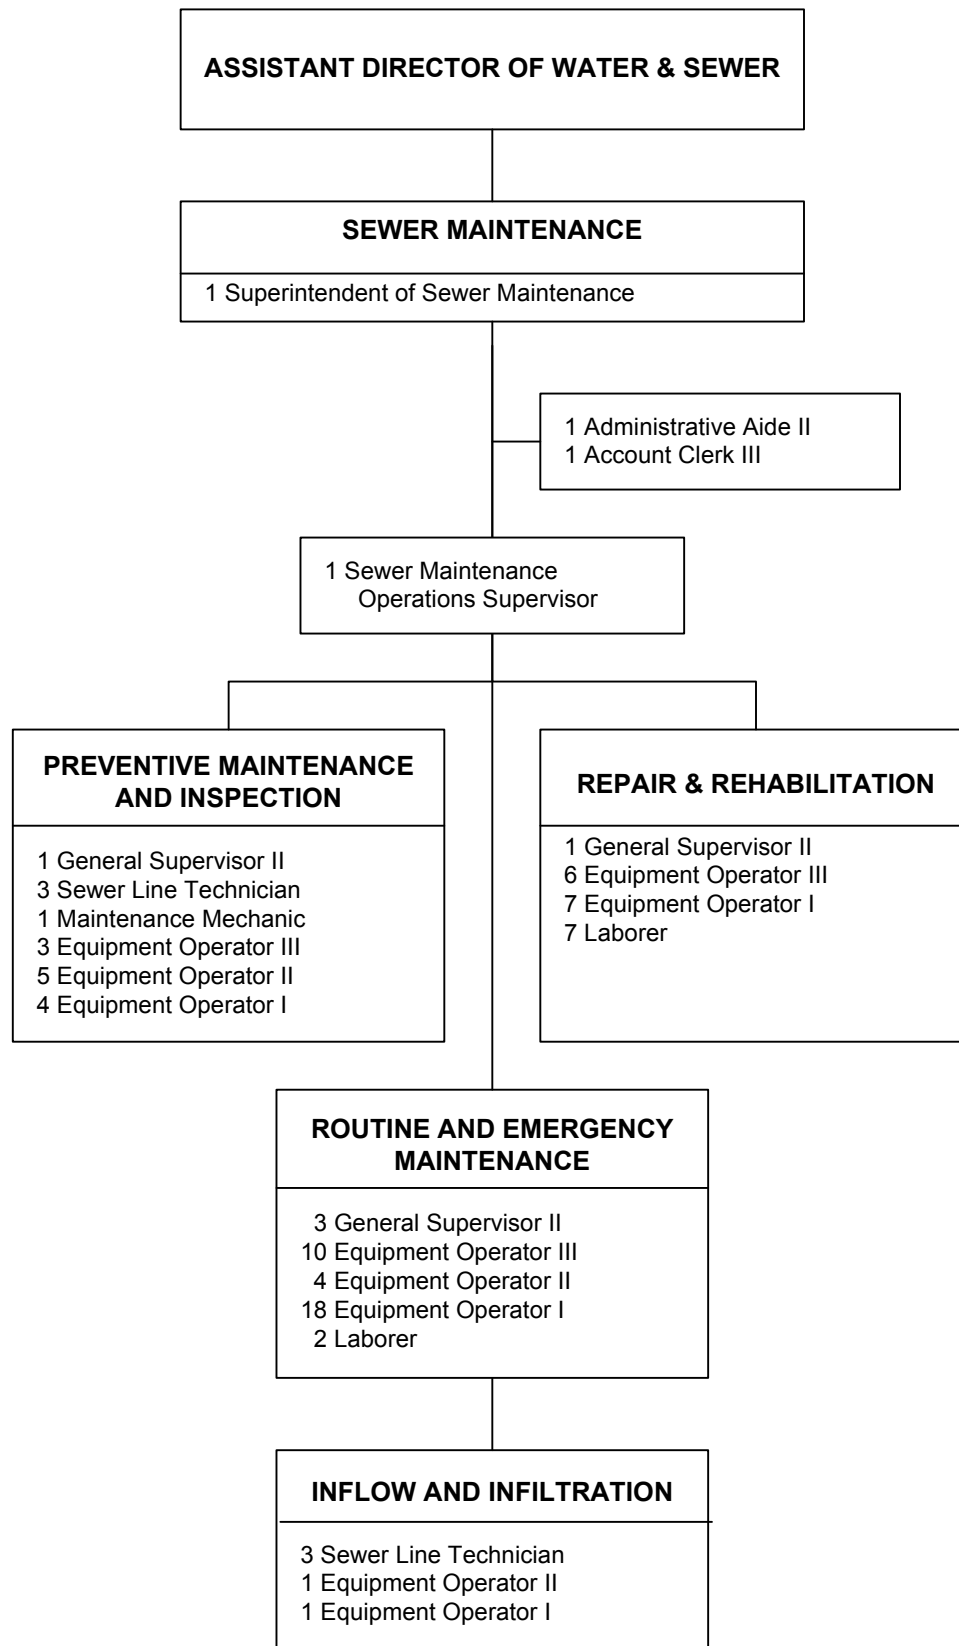 ASSISTANT DIRECTOR OF WATER & SEWER
SEWER MAINTENANCE
1 Superintendent of Sewer Maintenance
1 Administrative Aide II
1 Account Clerk III
1 Sewer Maintenance
Operations Supervisor
PREVENTIVE MAINTENANCE
AND INSPECTION
1 General Supervisor II
3 Sewer Line Technician
1 Maintenance Mechanic
3 Equipment Operator III
5 Equipment Operator II
4 Equipment Operator I
REPAIR & REHABILITATION
1 General Supervisor II
6 Equipment Operator III
7 Equipment Operator I
7 Laborer
ROUTINE AND EMERGENCY
MAINTENANCE
3 General Supervisor II
10 Equipment Operator III
4 Equipment Operator II
18 Equipment Operator I
2 Laborer
INFLOW AND INFILTRATION
3 Sewer Line Technician
1 Equipment Operator II
1 Equipment Operator I